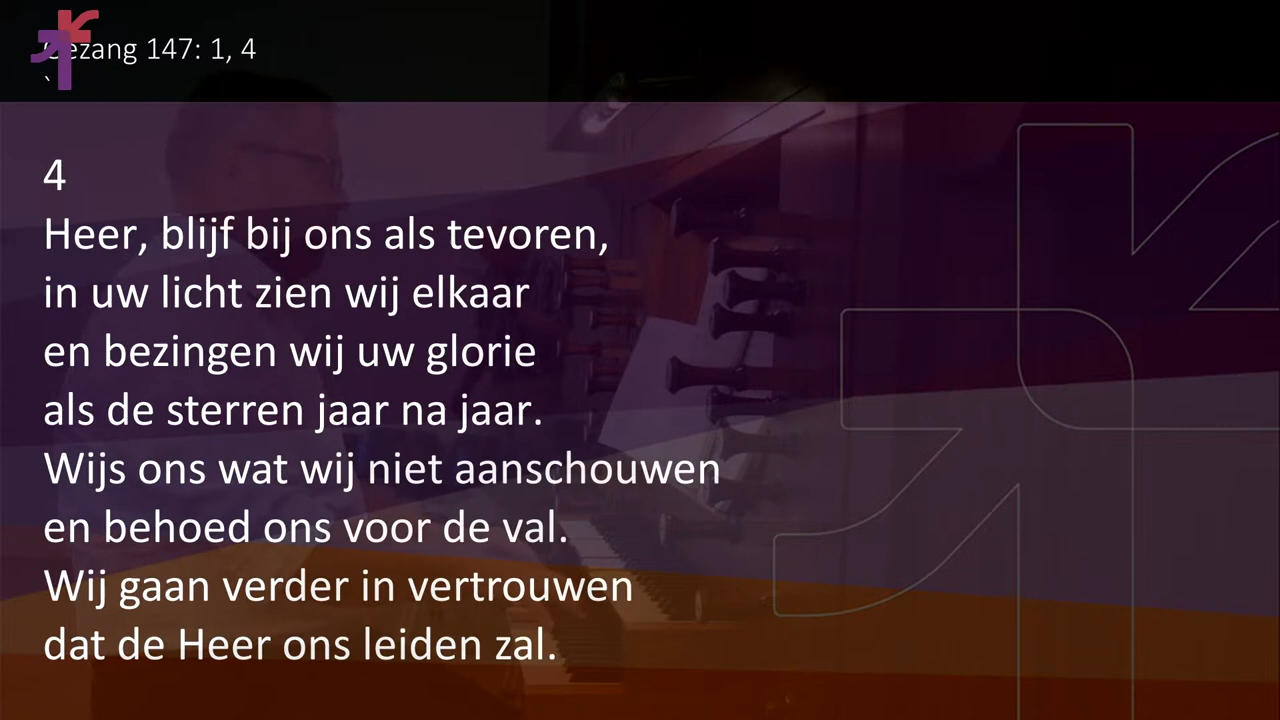 Gezang 147: 1, 4
`
4
Heer, blijf bij ons als tevoren,
in uw licht zien wij elkaar
en bezingen wij uw glorie
als de sterren jaar na jaar.
Wijs ons wat wij niet aanschouwen
en behoed ons voor de val.
Wij gaan verder in vertrouwen
dat de Heer ons leiden zal.